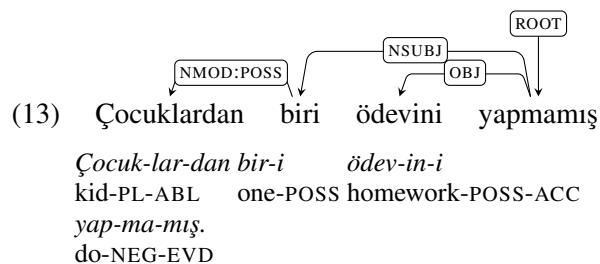 ROOT
NSUBJ
NMOD:POSS OBJ
(13) Çocuklardan biri ödevini yapmamış
Çocuk-lar-dan bir-i ödev-in-i
kid-PL-ABL one-POSS homework-POSS-ACC
yap-ma-mış.
do-NEG-EVD